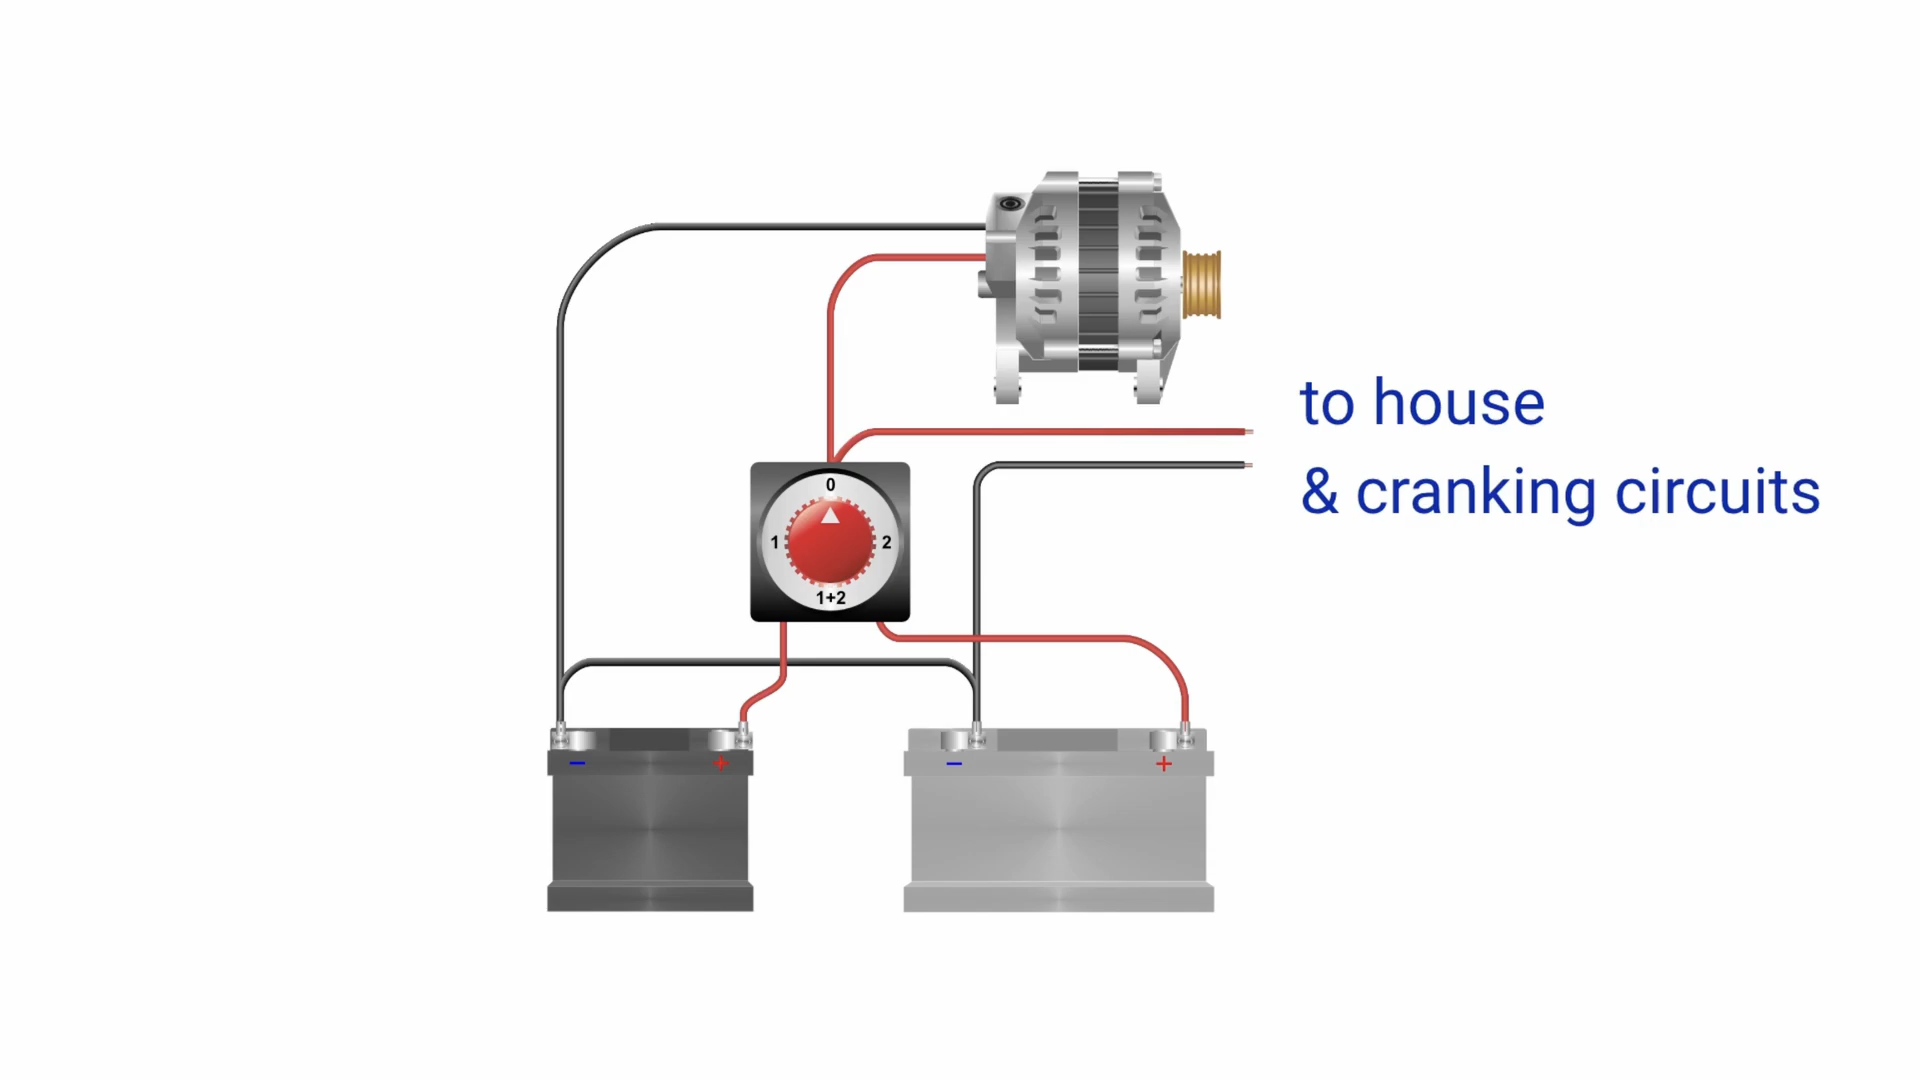 to house
& cranking circuits
0
1 2
1+2
− +
− +